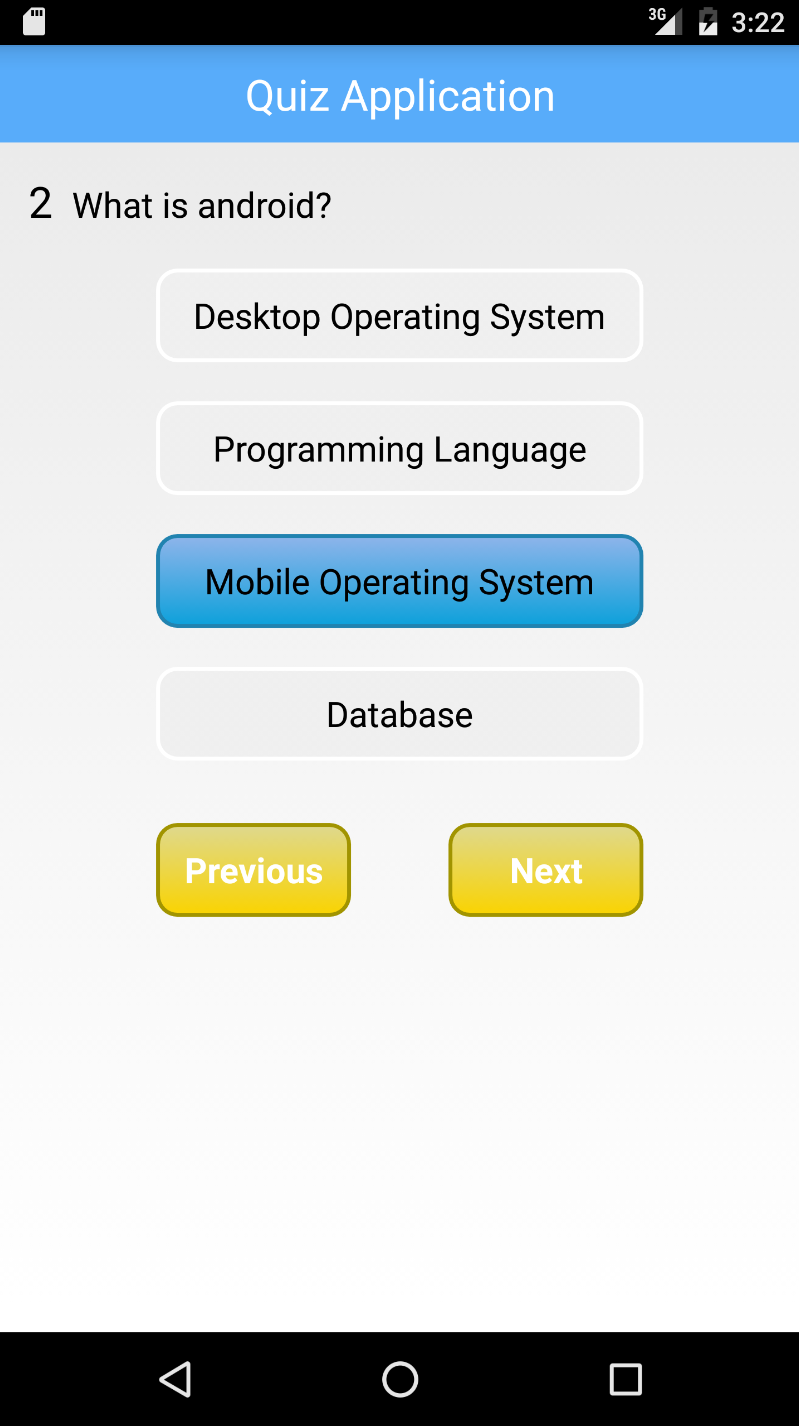 3G 3:22
Quiz Application
2 What is android?
Desktop Operating System
Programming Language
Mobile Operating System
Database
Previous Next